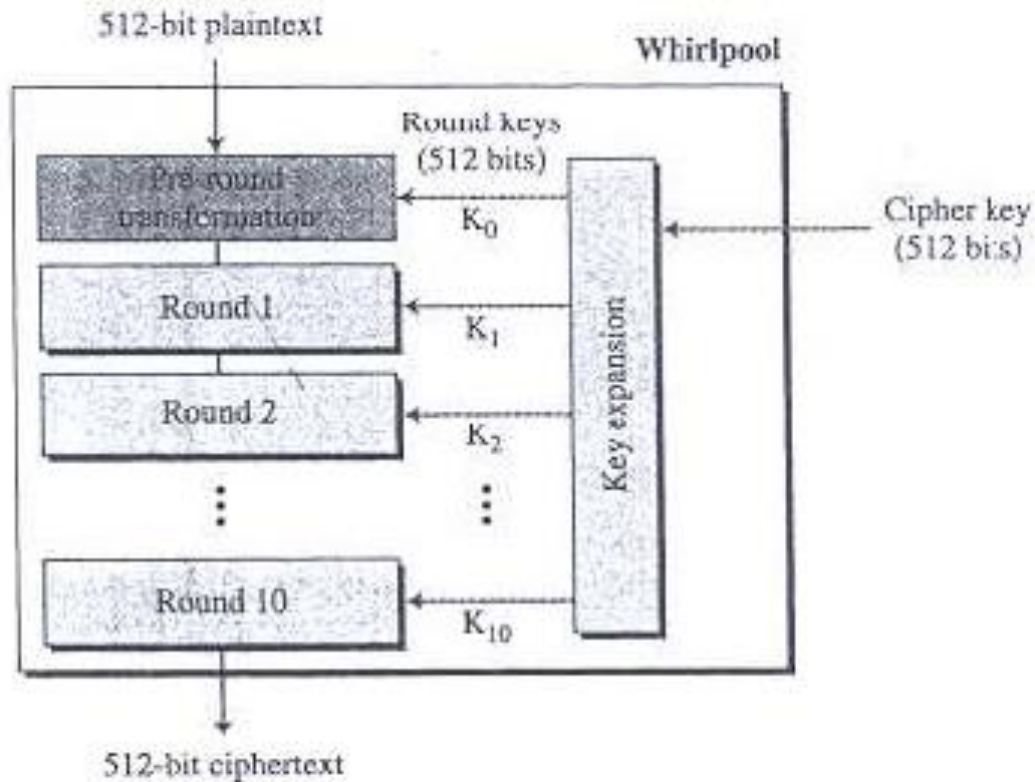 512-bit plaintext
Whirlpool
Round keys
(512 bits)
Pre-round
transformation
K0
Cipher key
(512 bits)
Round 1
K1
Round 2
K2
Key expansion
Round 10
K10
512-bit ciphertext